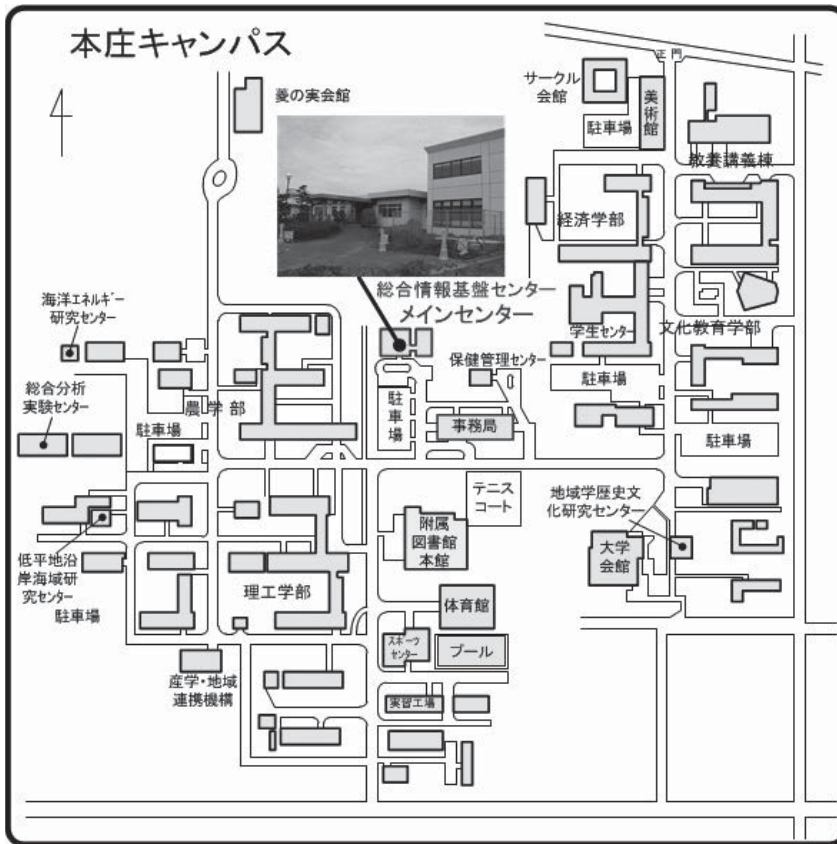 本庄キャンパス
正門
菱の実会館
サークル
会館
美術館
駐車場
教養講義棟
経済学部
総合情報基盤センター
メインセンター
海洋エネルギー
研究センター
学生センター
文化教育学部
保健管理センター
総合分析
実験センター
農学部
駐車場
駐車場
駐車場
事務局
駐車場
テニス
コート
地域学歴史文
化研究センター
附属
図書館
本館
大学
会館
低平地沿
岸海域研
究センター
駐車場
理工学部
体育館
スポーツ
センター
プール
産学・地域
連携機構
実習工場